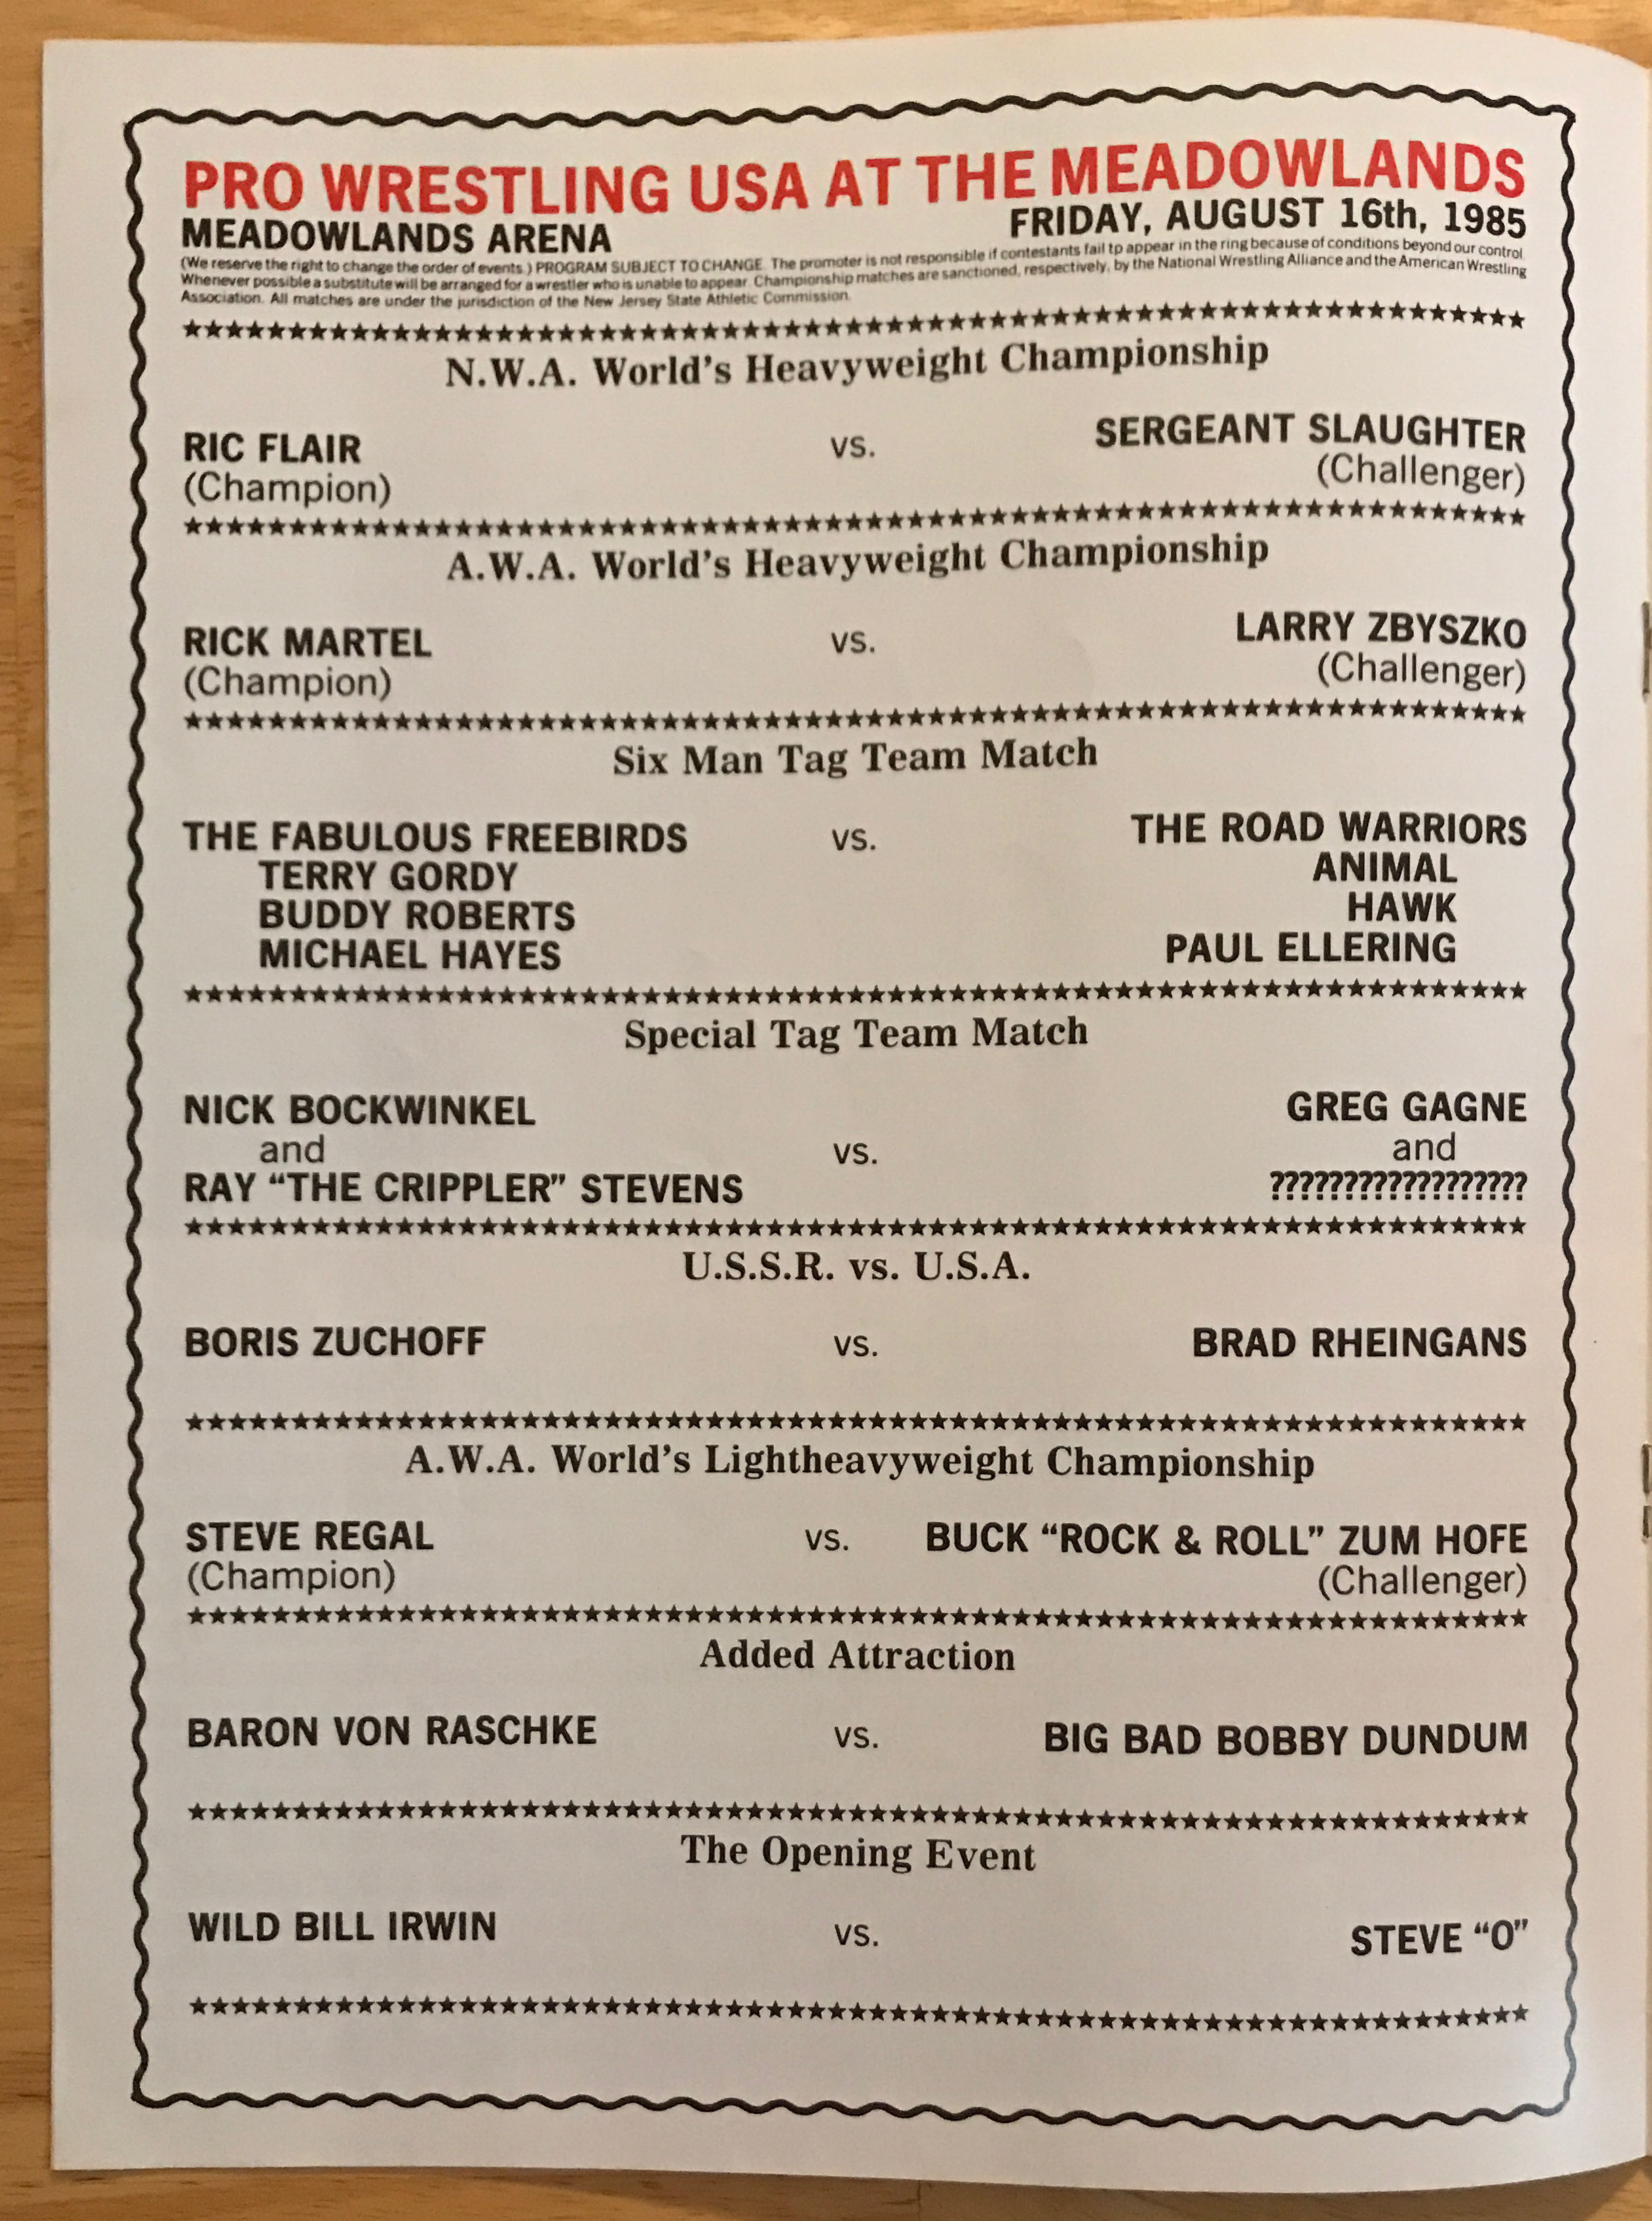 PRO WRESTLING USA AT THE MEADOWLANDS
MEADOWLANDS ARENA FRIDAY, AUGUST 16th, 1985
(We reserve the right to change the order of events.) PROGRAM SUBJECT TO CHANGE. The promoter is not responsible if contestants fail to appear in the ring because of conditions beyond our control.
Whenever possible a substitute will be arranged for a wrestler who is unable to appear. Championship matches are sanctioned, respectively, by the National Wrestling Alliance and the American Wrestling
Association. All matches are under the jurisdiction of the New Jersey State Athletic Commission.
★★★★★★★★★★★★★★★★★★★★★★★★★★★★★★★★★★★★★★★★★★★★★★★★★★★★★★★★★★★★★★★★★
N.W.A. World's Heavyweight Championship
RIC FLAIR vs. SERGEANT SLAUGHTER
(Champion) (Challenger)
★★★★★★★★★★★★★★★★★★★★★★★★★★★★★★★★★★★★★★★★★★★★★★★★★★★★★★★★★★★★★★★★★
A.W.A. World's Heavyweight Championship
RICK MARTEL vs. LARRY ZBYSZKO
(Champion) (Challenger)
★★★★★★★★★★★★★★★★★★★★★★★★★★★★★★★★★★★★★★★★★★★★★★★★★★★★★★★★★★★★★★★★★
Six Man Tag Team Match
THE FABULOUS FREEBIRDS vs. THE ROAD WARRIORS
TERRY GORDY ANIMAL
BUDDY ROBERTS HAWK
MICHAEL HAYES PAUL ELLERING
★★★★★★★★★★★★★★★★★★★★★★★★★★★★★★★★★★★★★★★★★★★★★★★★★★★★★★★★★★★★★★★★★
Special Tag Team Match
NICK BOCKWINKEL GREG GAGNE
and vs. and
RAY “THE CRIPPLER” STEVENS ??????????????????
★★★★★★★★★★★★★★★★★★★★★★★★★★★★★★★★★★★★★★★★★★★★★★★★★★★★★★★★★★★★★★★★★
U.S.S.R. vs. U.S.A.
BORIS ZUCHOFF vs. BRAD RHEINGANS
★★★★★★★★★★★★★★★★★★★★★★★★★★★★★★★★★★★★★★★★★★★★★★★★★★★★★★★★★★★★★★★★★
A.W.A. World's Lightheavyweight Championship
STEVE REGAL vs. BUCK “ROCK & ROLL” ZUM HOFE
(Champion) (Challenger)
★★★★★★★★★★★★★★★★★★★★★★★★★★★★★★★★★★★★★★★★★★★★★★★★★★★★★★★★★★★★★★★★★
Added Attraction
BARON VON RASCHKE vs. BIG BAD BOBBY DUNDUM
★★★★★★★★★★★★★★★★★★★★★★★★★★★★★★★★★★★★★★★★★★★★★★★★★★★★★★★★★★★★★★★★★
The Opening Event
WILD BILL IRWIN vs. STEVE “O”
★★★★★★★★★★★★★★★★★★★★★★★★★★★★★★★★★★★★★★★★★★★★★★★★★★★★★★★★★★★★★★★★★